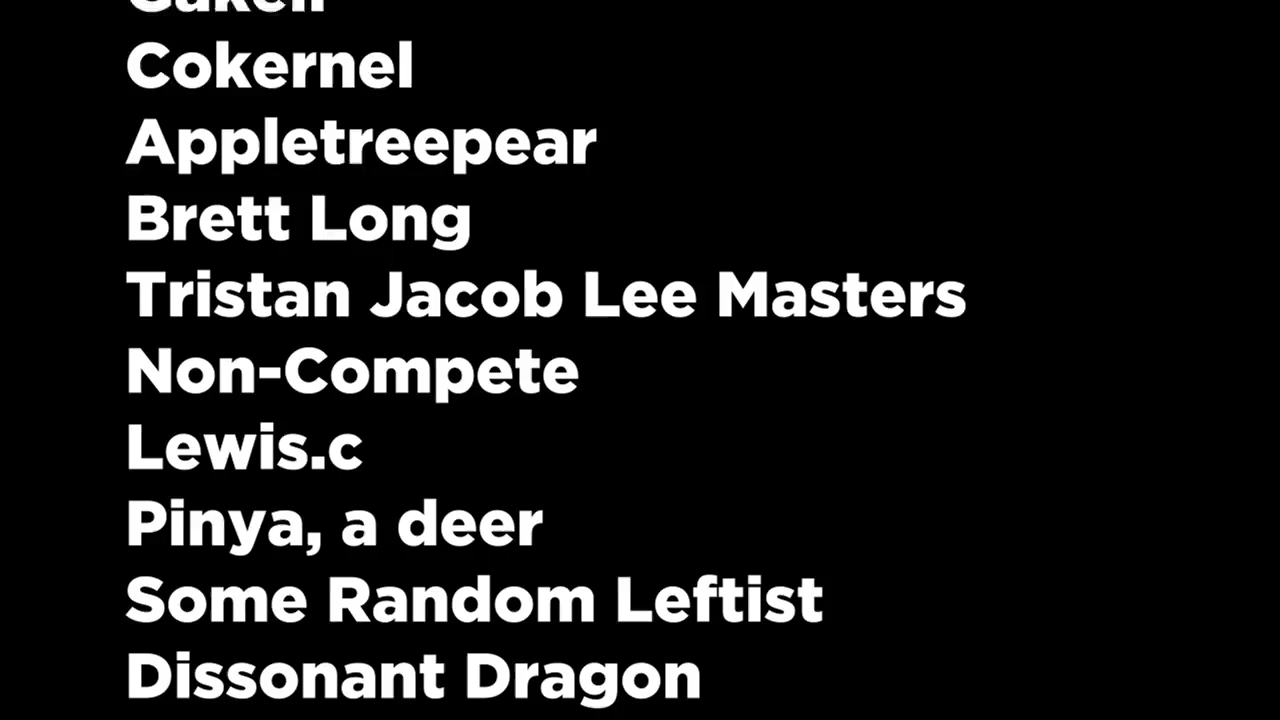 Cokernel
Appletreepear
Brett Long
Tristan Jacob Lee Masters
Non-Compete
Lewis.c
Pinya, a deer
Some Random Leftist
Dissonant Dragon